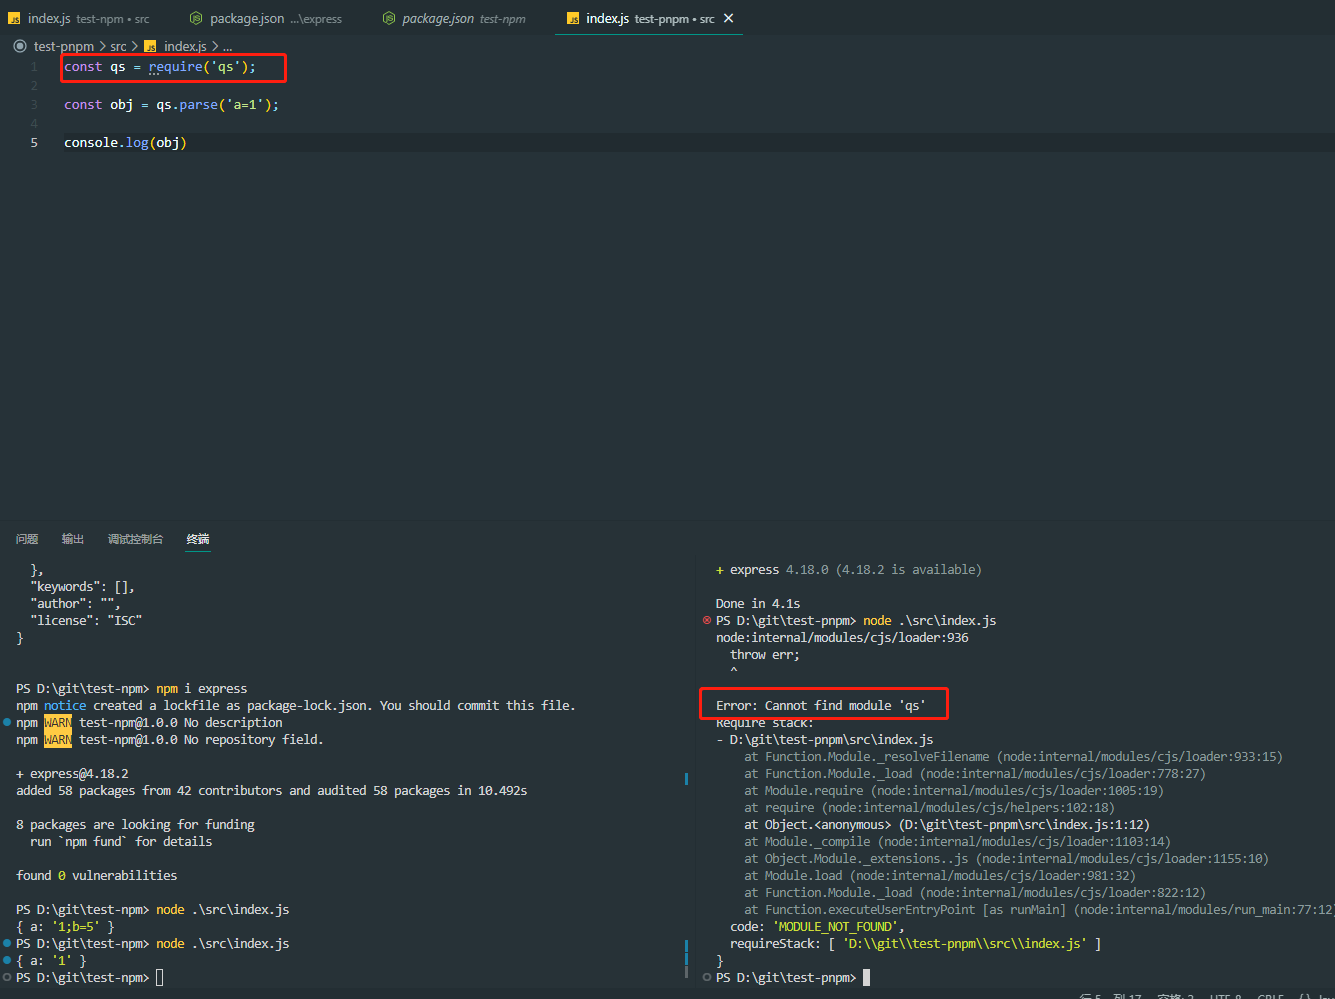 index.js test-npm • src package.json ...\express package.json test-npm index.js test-pnpm • src ✕
test-pnpm > src > index.js > ...
1 const qs = require('qs');
2
3 const obj = qs.parse('a=1');
4
5 console.log(obj)
问题 输出 调试控制台 终端
},
"keywords": [],
"author": "",
"license": "ISC"
}
PS D:\git\test-npm> npm i express
npm notice created a lockfile as package-lock.json. You should commit this file.
npm WARN test-npm@1.0.0 No description
npm WARN test-npm@1.0.0 No repository field.
+ express@4.18.2
added 58 packages from 42 contributors and audited 58 packages in 10.492s
8 packages are looking for funding
run `npm fund` for details
found 0 vulnerabilities
PS D:\git\test-npm> node .\src\index.js
{ a: '1;b=5' }
PS D:\git\test-npm> node .\src\index.js
{ a: '1' }
PS D:\git\test-npm>
+ express 4.18.0 (4.18.2 is available)
Done in 4.1s
PS D:\git\test-pnpm> node .\src\index.js
node:internal/modules/cjs/loader:936
throw err;
^
Error: Cannot find module 'qs'
Require stack:
- D:\git\test-pnpm\src\index.js
at Function.Module._resolveFilename (node:internal/modules/cjs/loader:933:15)
at Function.Module._load (node:internal/modules/cjs/loader:778:27)
at Module.require (node:internal/modules/cjs/loader:1005:19)
at require (node:internal/modules/cjs/helpers:102:18)
at Object.<anonymous> (D:\git\test-pnpm\src\index.js:1:12)
at Module._compile (node:internal/modules/cjs/loader:1103:14)
at Object.Module._extensions..js (node:internal/modules/cjs/loader:1155:10)
at Module.load (node:internal/modules/cjs/loader:981:32)
at Function.Module._load (node:internal/modules/cjs/loader:822:12)
at Function.executeUserEntryPoint [as runMain] (node:internal/modules/run_main:77:12)
code: 'MODULE_NOT_FOUND',
requireStack: [ 'D:\\git\\test-pnpm\\src\\index.js' ]
}
PS D:\git\test-pnpm>